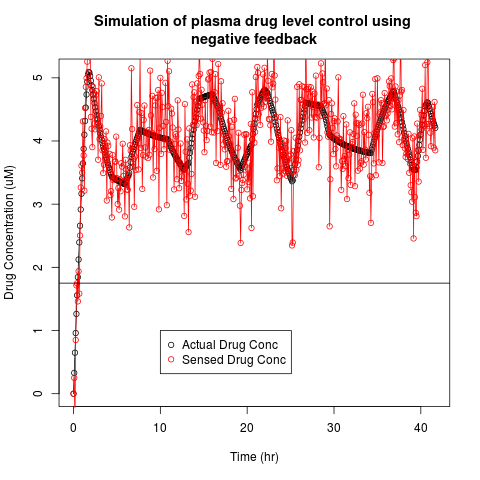 Simulation of plasma drug level control using
negative feedback
Drug Concentration (uM)
5
4
3
2
1
0
Actual Drug Conc
Sensed Drug Conc
0
10
20
30
40
Time (hr)